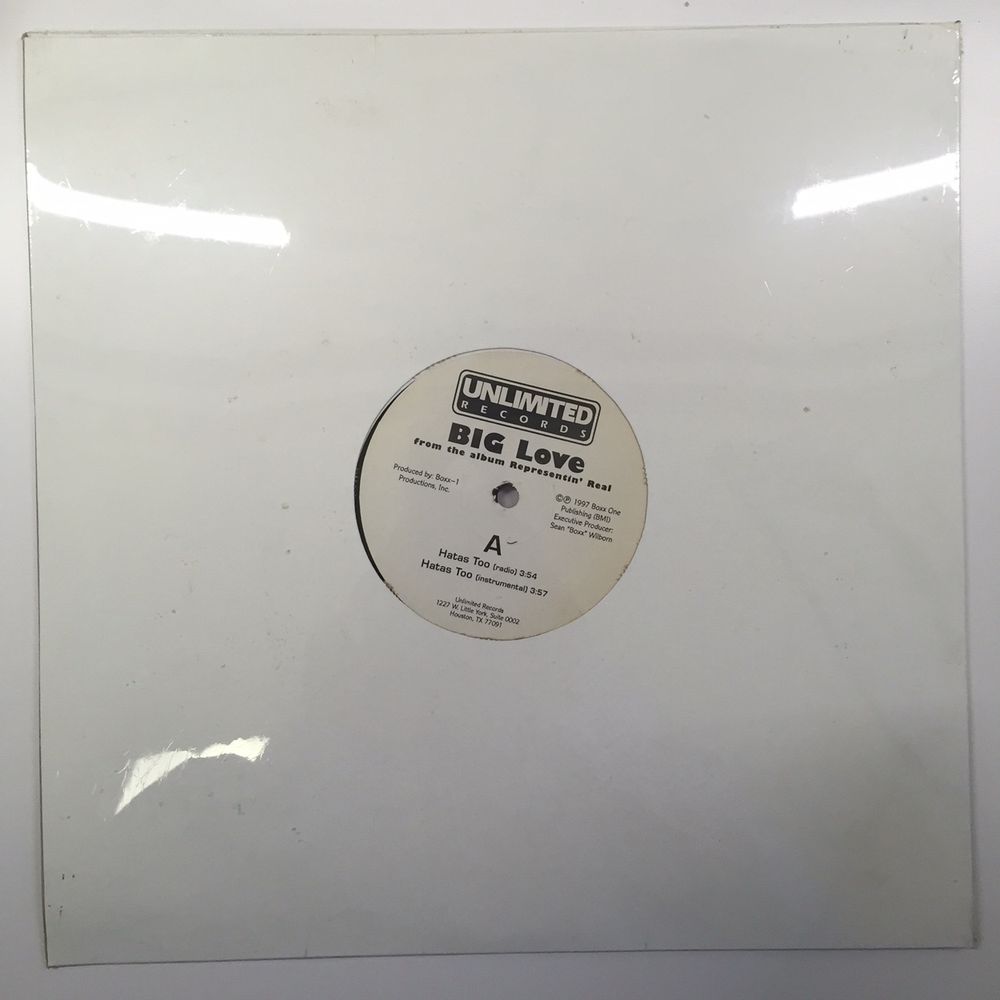 UNLIMITED
RECORDS
BIG Love
from the album Representin' Real
Produced by: Boxx-1
Productions, Inc.
©℗ 1997 Boxx One
Publishing (BMI)
Executive Producer:
Sean "Boxx" Wilborn
A
Hatas Too (radio) 3:54
Hatas Too (instrumental) 3:57
Unlimited Records
1227 W. Little York, Suite 0002
Houston, TX 77091